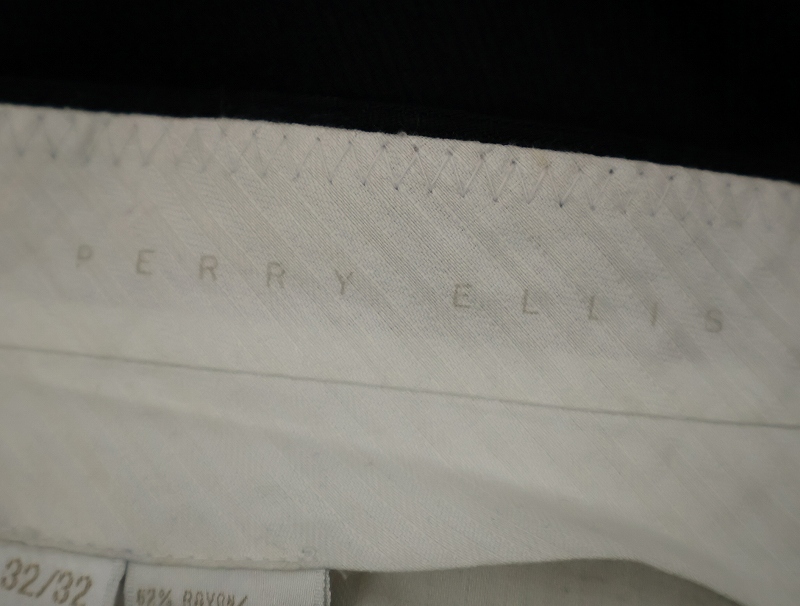 PERRY ELLIS
32/32
62% RAYON/